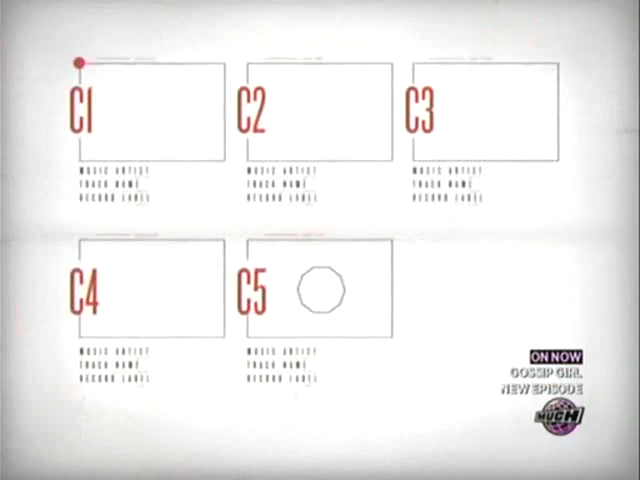 C1
C2
C3
MUSIC ARTIST
TRACK NAME
RECORD LABEL
MUSIC ARTIST
TRACK NAME
RECORD LABEL
MUSIC ARTIST
TRACK NAME
RECORD LABEL
C4
C5
MUSIC ARTIST
TRACK NAME
RECORD LABEL
MUSIC ARTIST
TRACK NAME
RECORD LABEL
ON NOW
GOSSIP GIRL
NEW EPISODE
MUCH